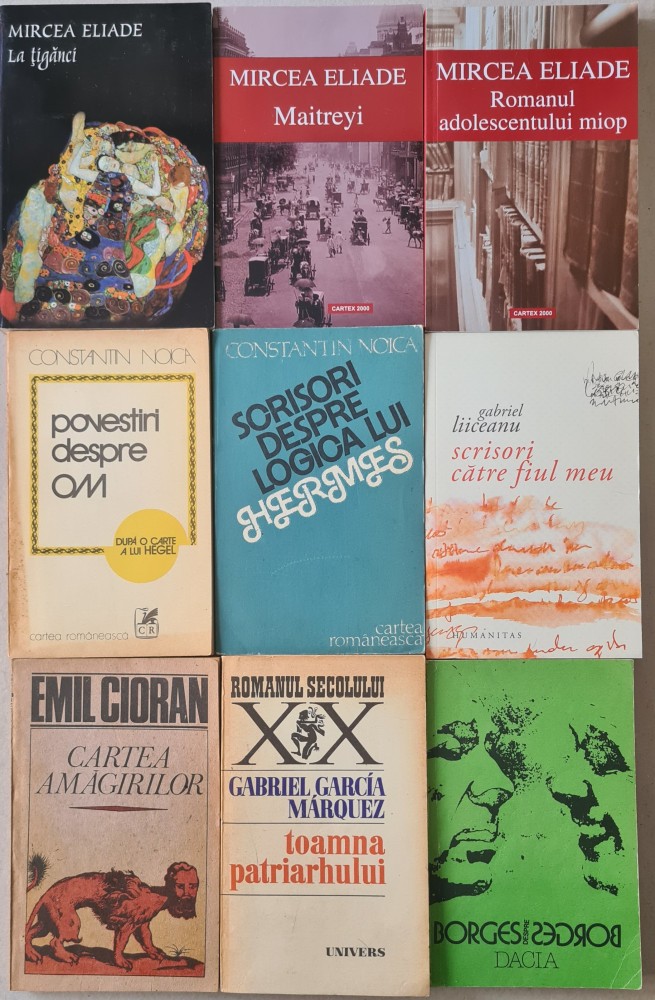 MIRCEA ELIADE
La ţigănci
MIRCEA ELIADE
Maitreyi
CARTEX 2000
MIRCEA ELIADE
Romanul
adolescentului miop
CARTEX 2000
CONSTANTIN NOICA
povestiri
despre
OM
DUPĂ O CARTE
A LUI HEGEL
CR
cartea românească
CONSTANTIN NOICA
SCRISORI
DESPRE
LOGICA LUI
HERMES
cartea
românească
gabriel
liiceanu
scrisori
către fiul meu
HUMANITAS
EMIL CIORAN
CARTEA
AMĂGIRILOR
ROMANUL SECOLULUI
XX
GABRIEL GARCÍA
MÁRQUEZ
toamna
patriarhului
UNIVERS
BORGES DESPRE BORGES
DACIA